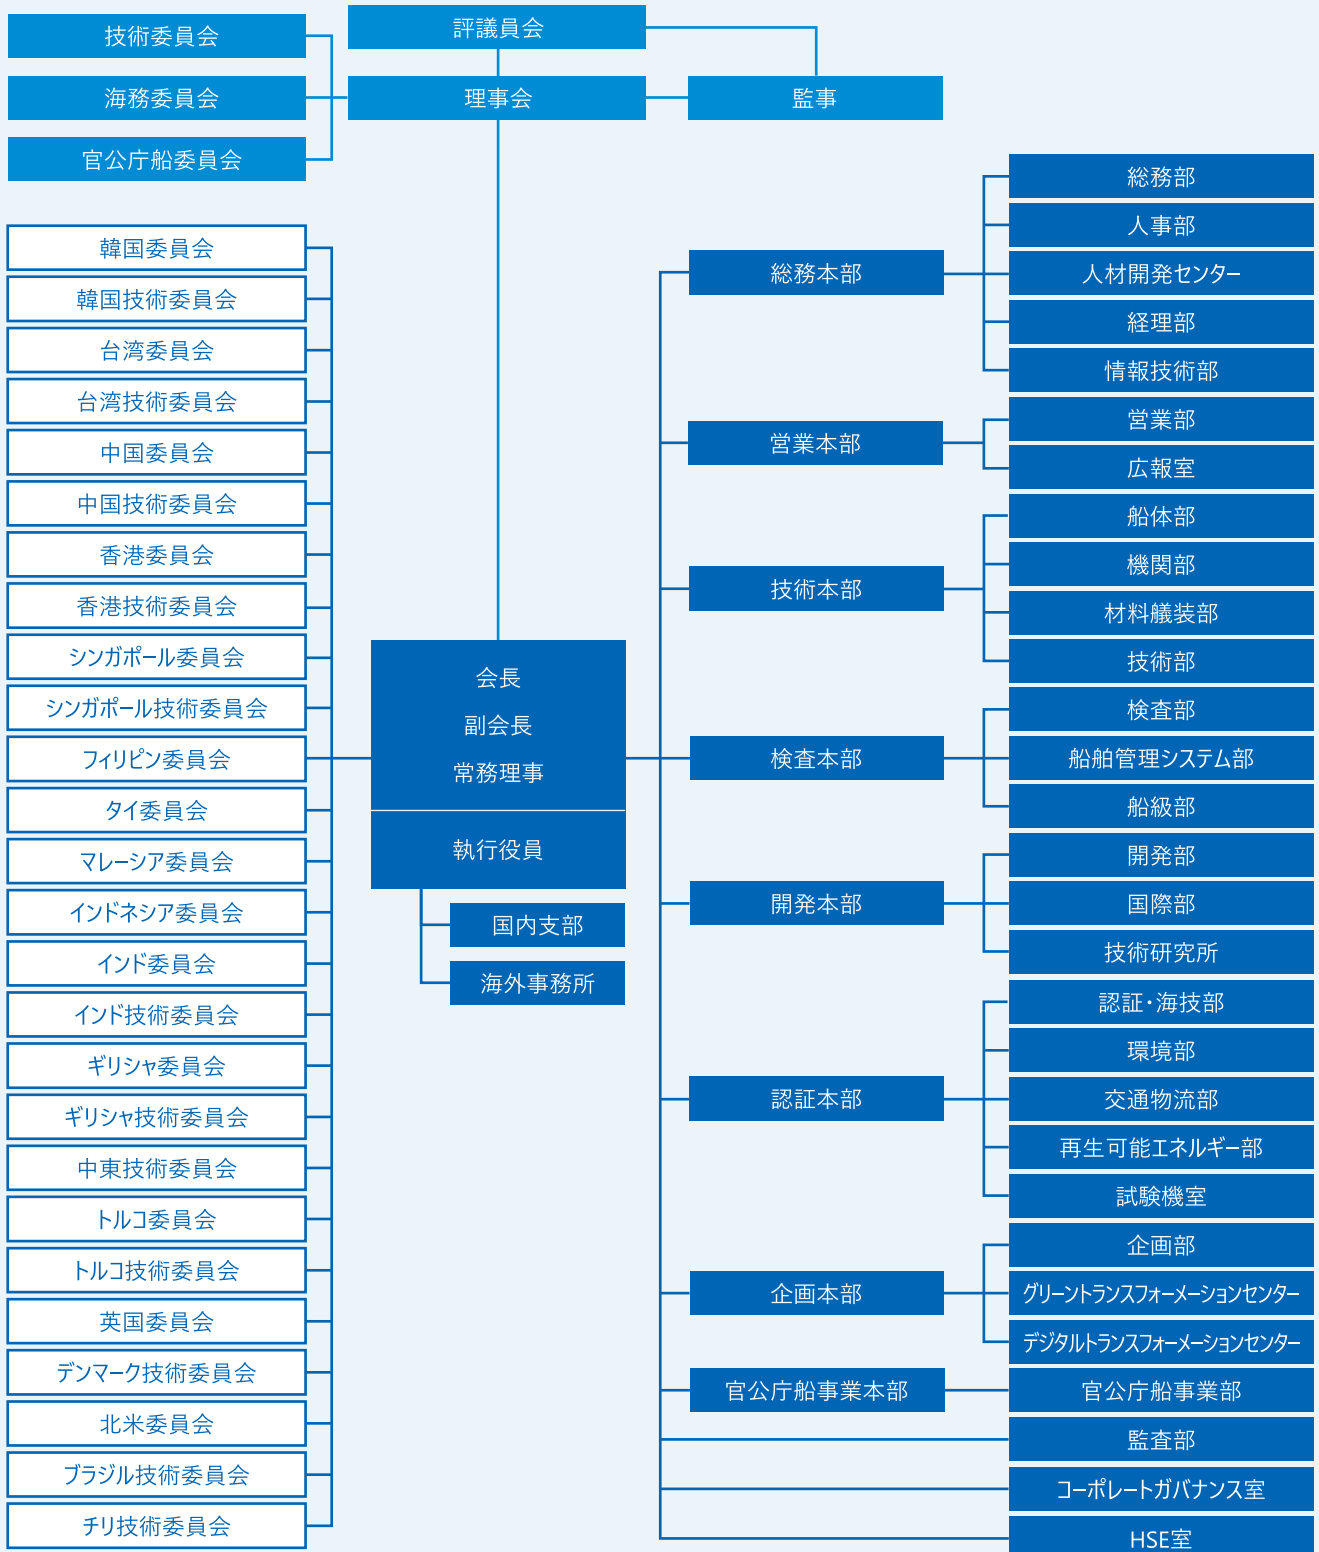 技術委員会
海務委員会
官公庁船委員会
評議員会
理事会
監事
韓国委員会
韓国技術委員会
台湾委員会
台湾技術委員会
中国委員会
中国技術委員会
香港委員会
香港技術委員会
シンガポール委員会
シンガポール技術委員会
フィリピン委員会
タイ委員会
マレーシア委員会
インドネシア委員会
インド委員会
インド技術委員会
ギリシャ委員会
ギリシャ技術委員会
中東技術委員会
トルコ委員会
トルコ技術委員会
英国委員会
デンマーク技術委員会
北米委員会
ブラジル技術委員会
チリ技術委員会
会長
副会長
常務理事
執行役員
国内支部
海外事務所
総務本部
総務部
人事部
人材開発センター
経理部
情報技術部
営業本部
営業部
広報室
技術本部
船体部
機関部
材料艤装部
技術部
検査本部
検査部
船舶管理システム部
船級部
開発本部
開発部
国際部
技術研究所
認証本部
認証・海技部
環境部
交通物流部
再生可能エネルギー部
試験機室
企画本部
企画部
グリーントランスフォーメーションセンター
デジタルトランスフォーメーションセンター
官公庁船事業本部
官公庁船事業部
監査部
コーポレートガバナンス室
HSE室